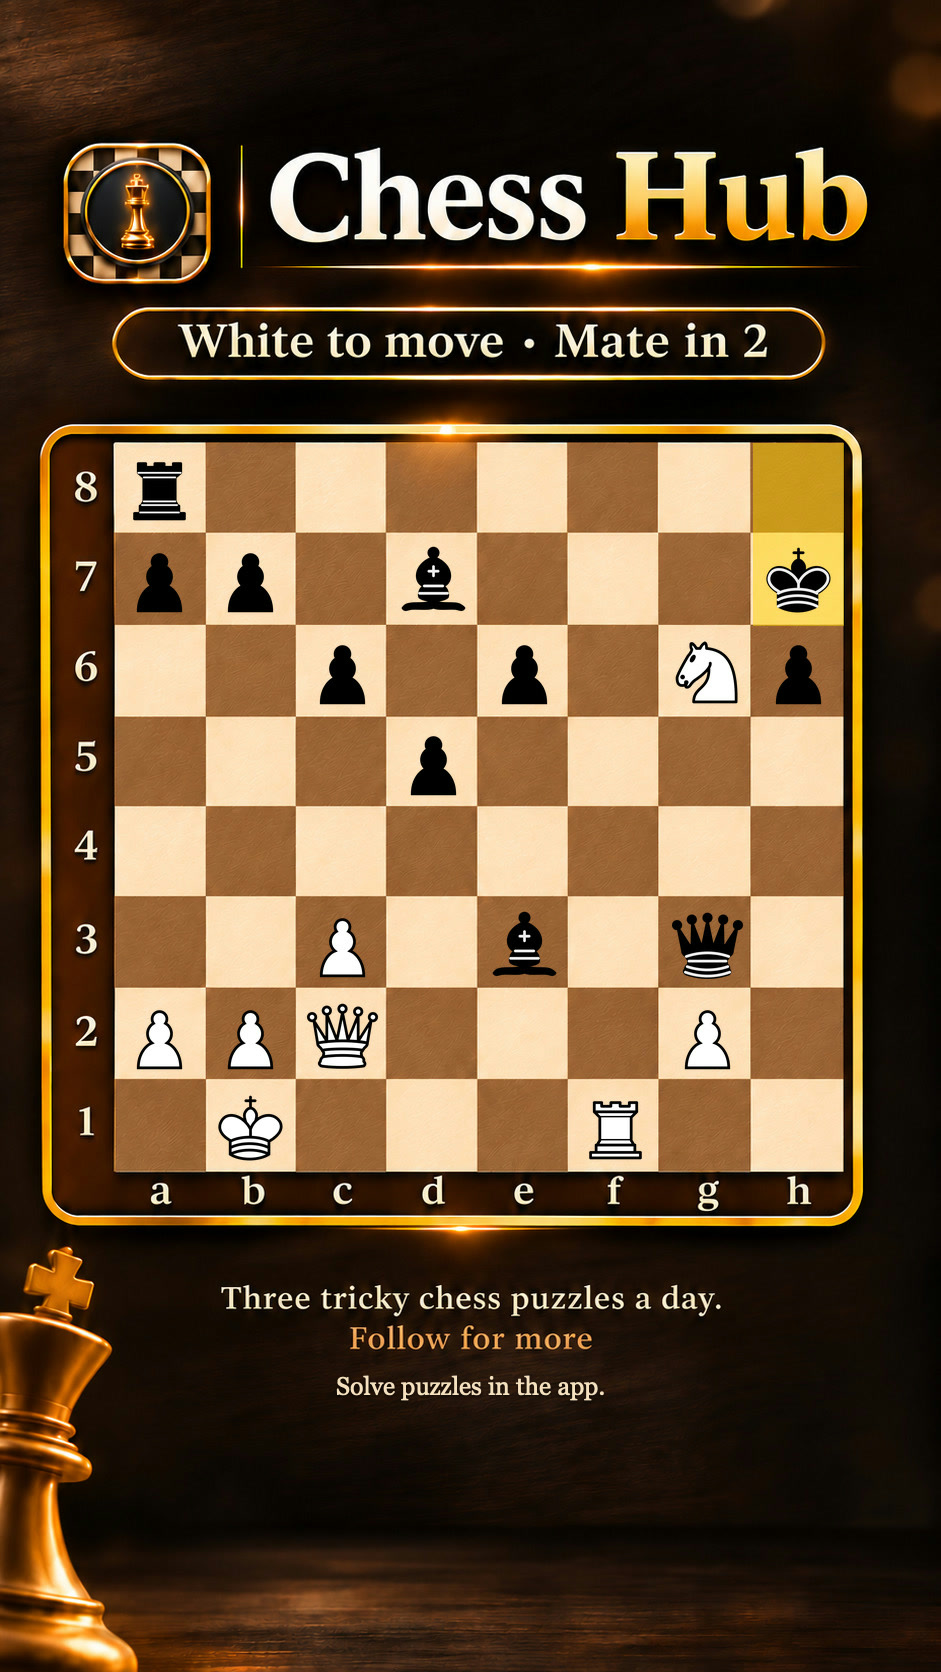 Chess Hub
White to move • Mate in 2
8
7
6
5
4
3
2
1
a b c d e f g h
Three tricky chess puzzles a day.
Follow for more
Solve puzzles in the app.